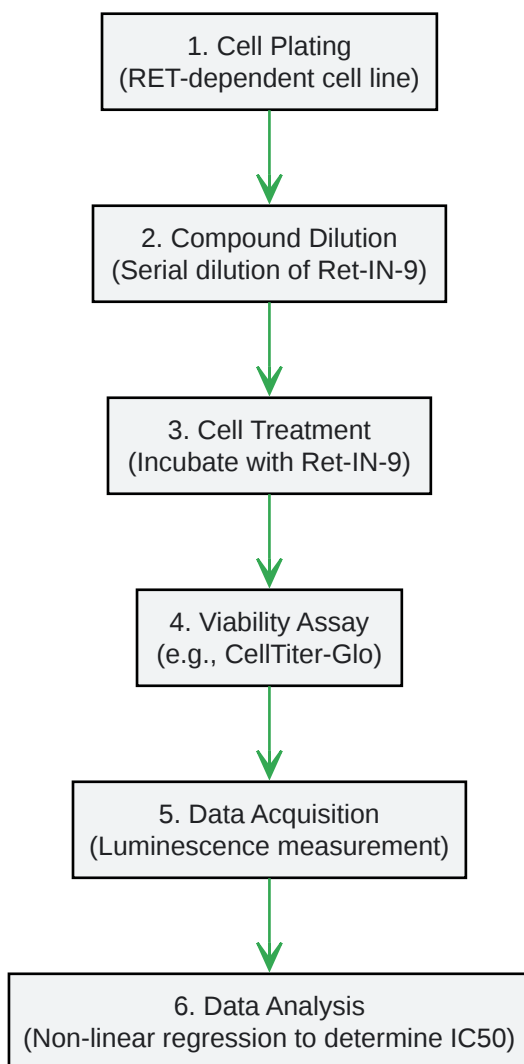 1. Cell Plating
(RET-dependent cell line)
2. Compound Dilution
(Serial dilution of Ret-IN-9)
3. Cell Treatment
(Incubate with Ret-IN-9)
4. Viability Assay
(e.g., CellTiter-Glo)
5. Data Acquisition
(Luminescence measurement)
6. Data Analysis
(Non-linear regression to determine IC50)